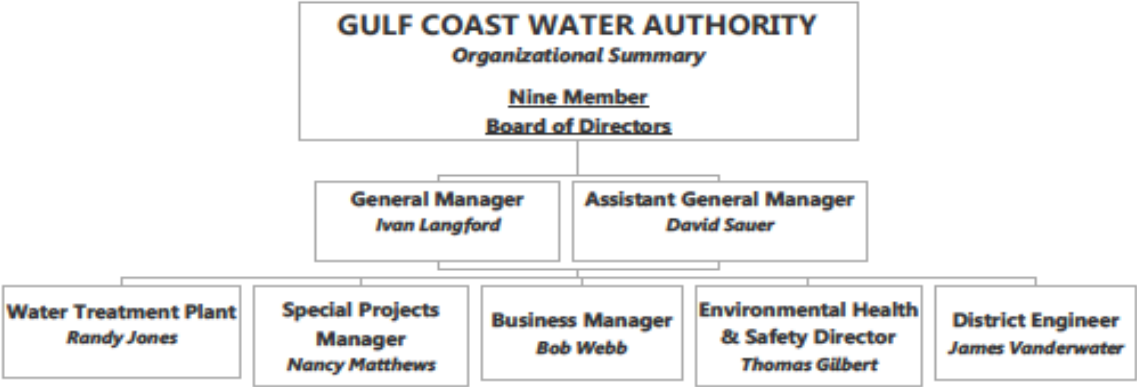 GULF COAST WATER AUTHORITY
Organizational Summary
Nine Member
Board of Directors
General Manager
Ivan Langford
Assistant General Manager
David Sauer
Water Treatment Plant
Randy Jones
Special Projects
Manager
Nancy Matthews
Business Manager
Bob Webb
Environmental Health
& Safety Director
Thomas Gilbert
District Engineer
James Vanderwater